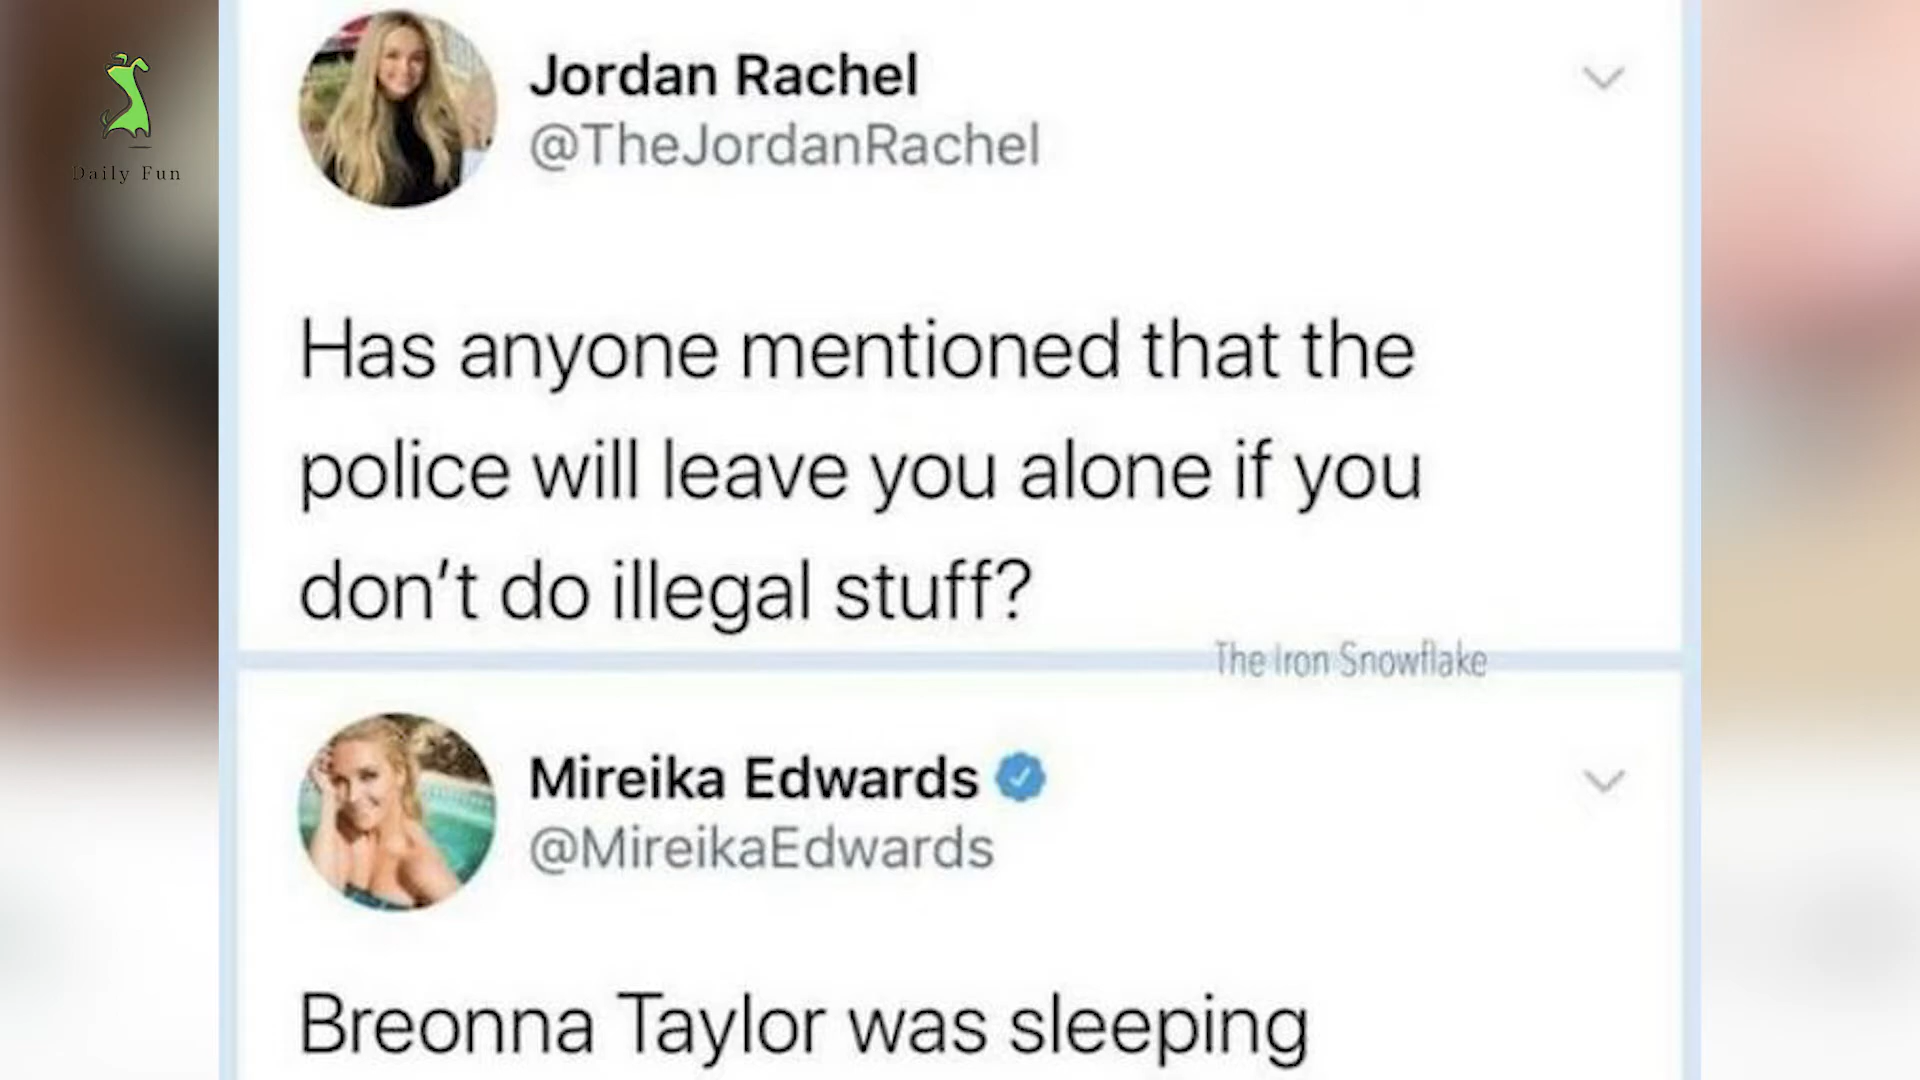 Daily Fun
Jordan Rachel
@TheJordanRachel
Has anyone mentioned that the
police will leave you alone if you
don't do illegal stuff?
The Iron Snowflake
Mireika Edwards
@MireikaEdwards
Breonna Taylor was sleeping